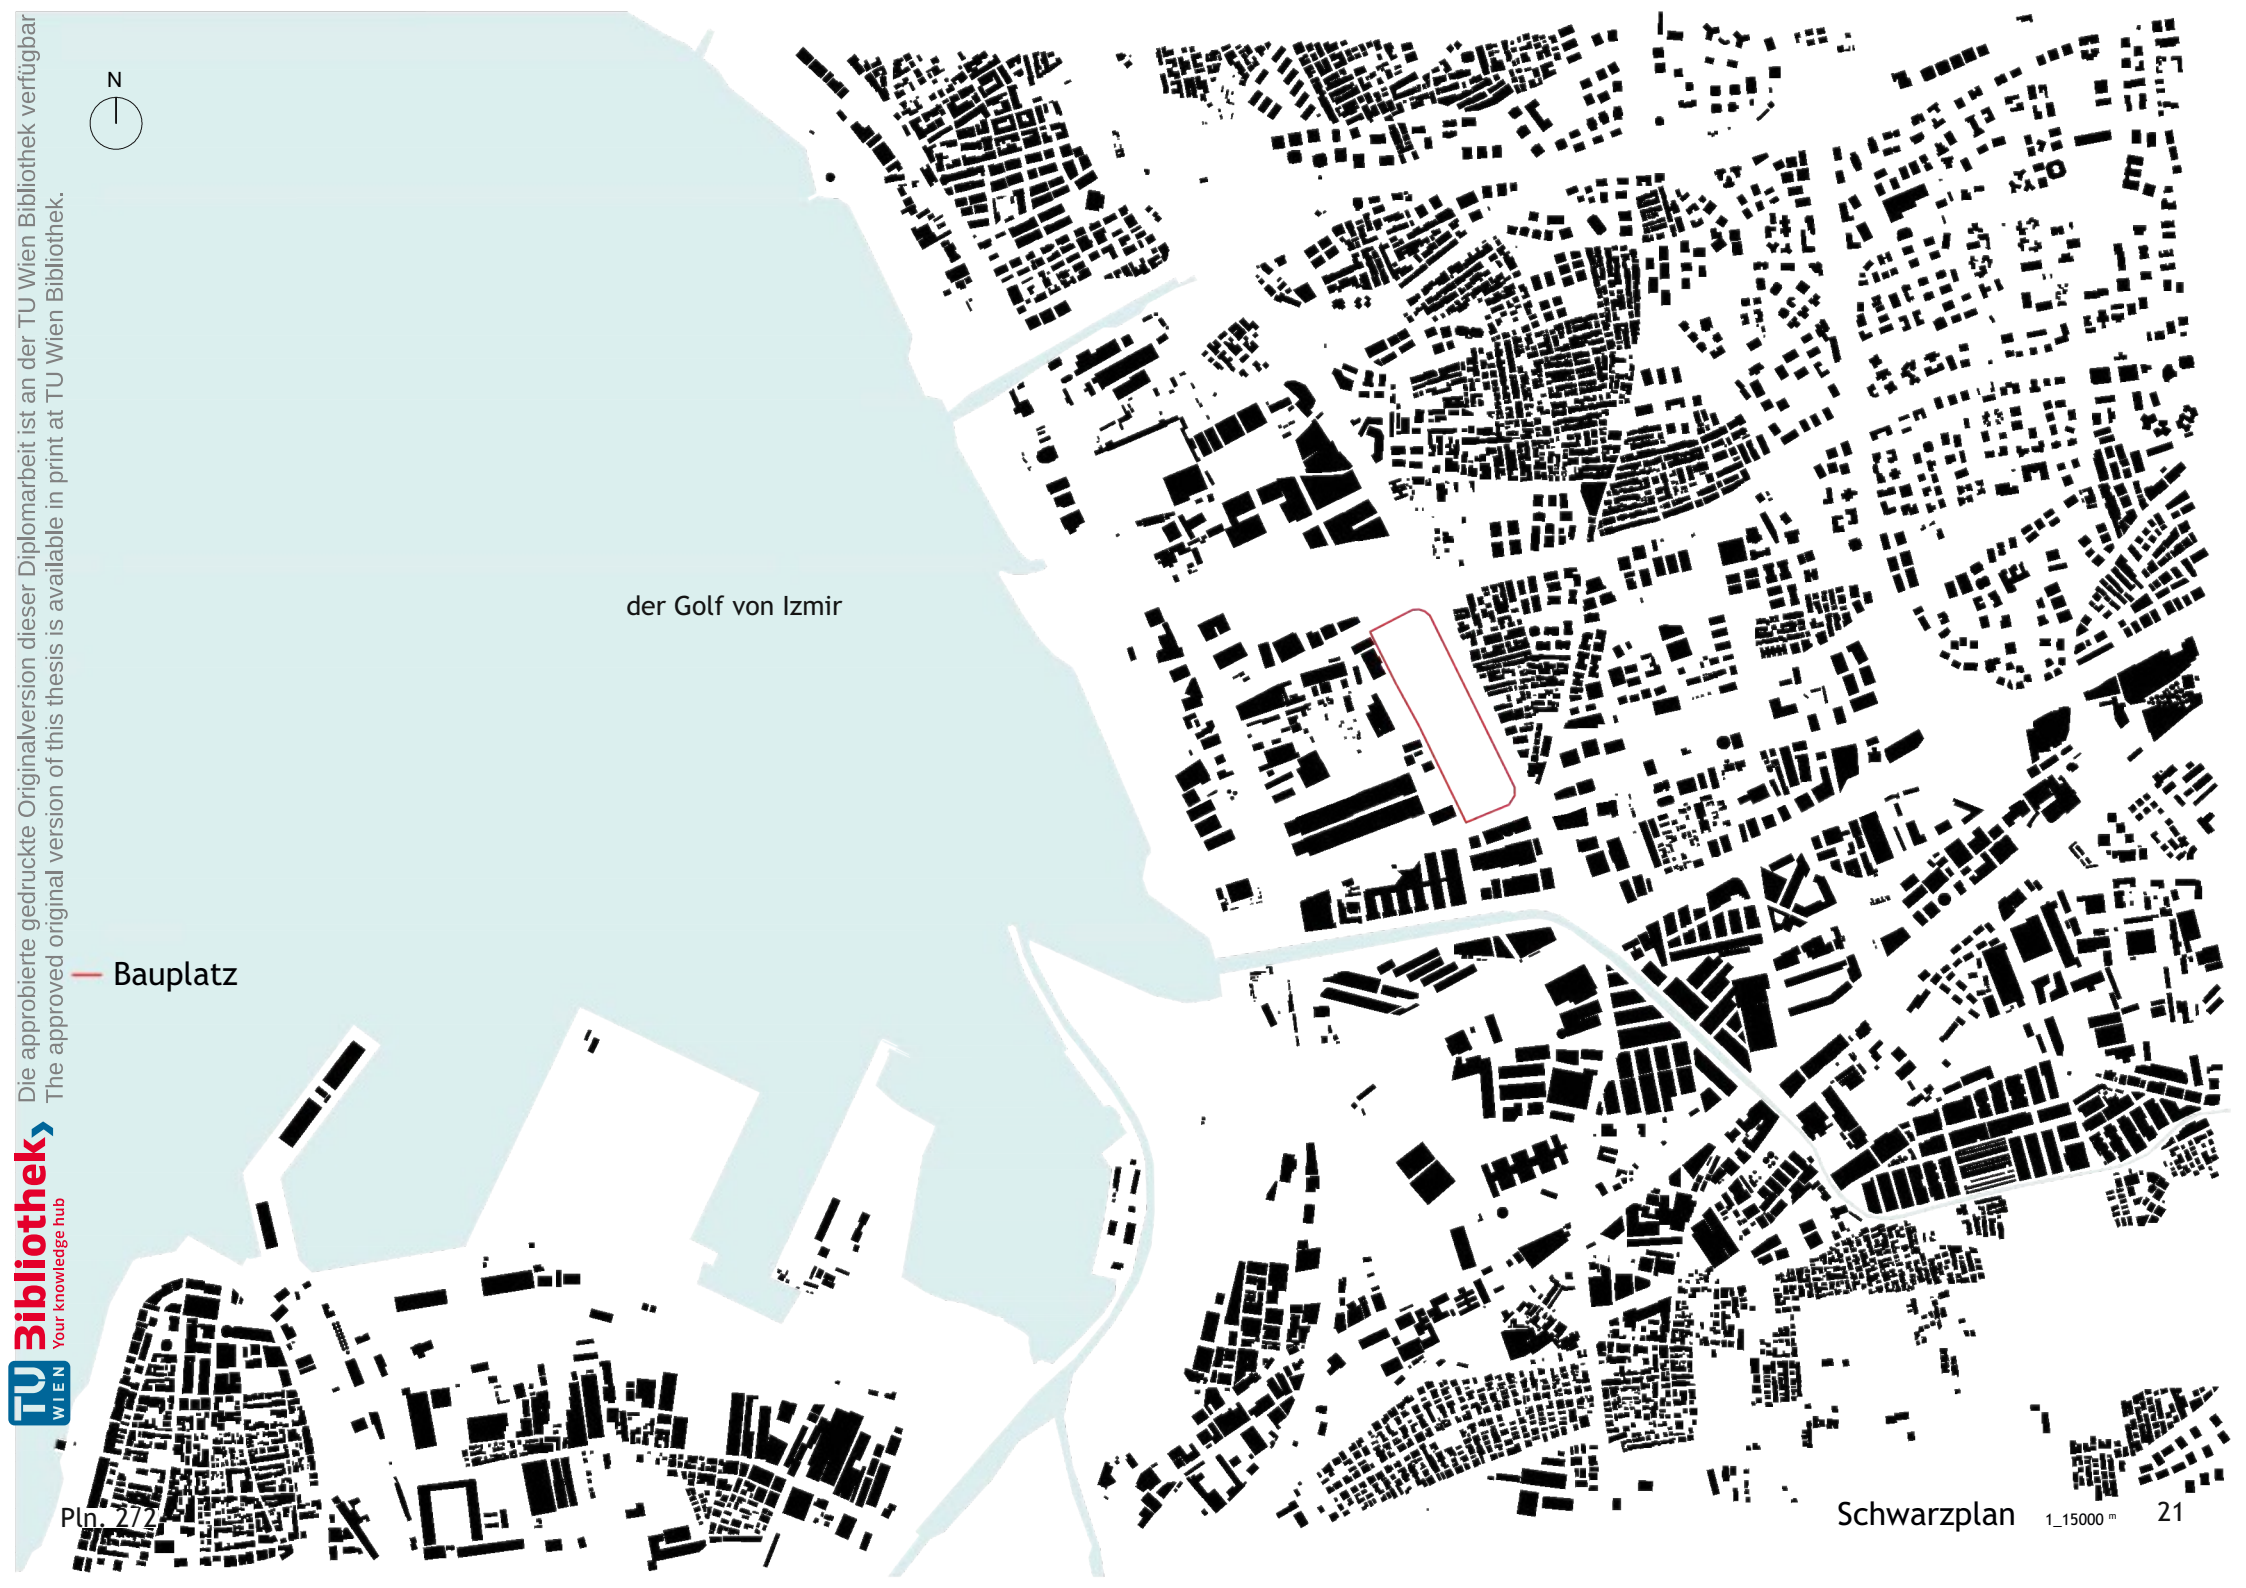 Die approbierte gedruckte Originalversion dieser Diplomarbeit ist an der TU Wien Bibliothek verfügbar
The approved original version of this thesis is available in print at TU Wien Bibliothek.
TU Bibliothek
WIEN Your knowledge hub
N
der Golf von Izmir
Bauplatz
Pln. 272
Schwarzplan 1_15000 m 21